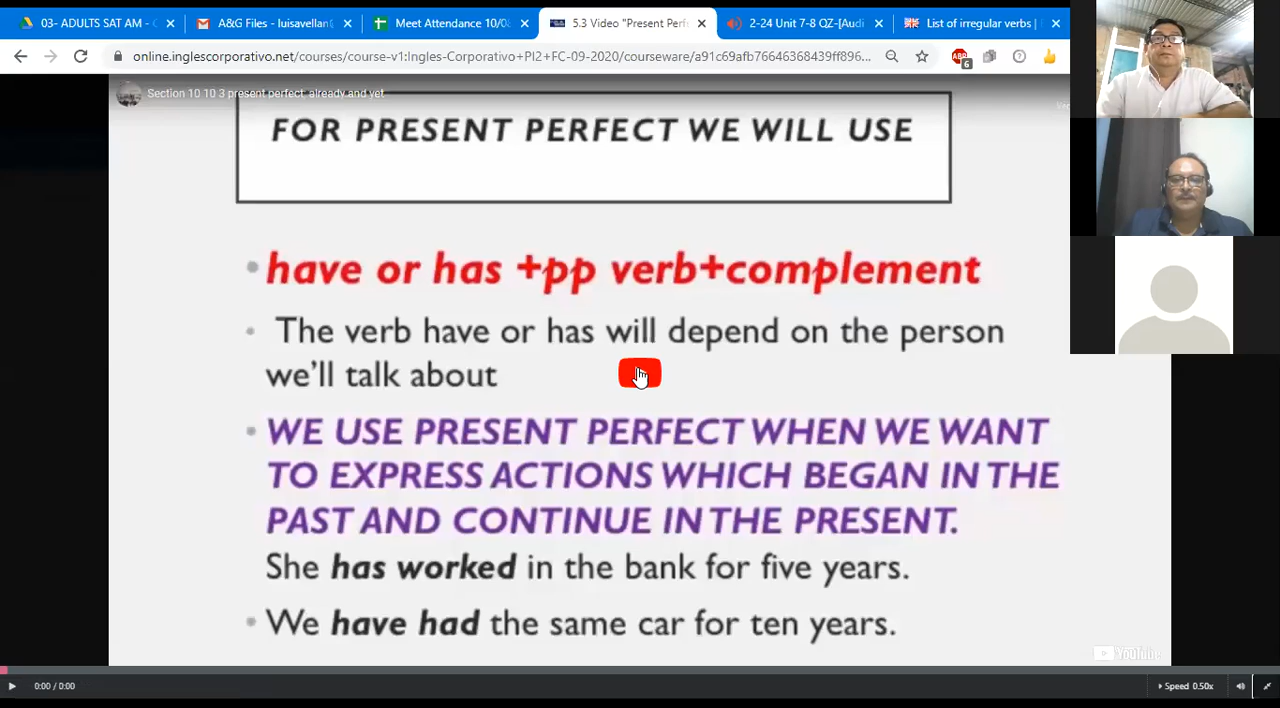 03- ADULTS SAT AM - 
A&G Files - luisavellan
Meet Attendance 10/0
5.3 Video "Present Perf
2-24 Unit 7-8 QZ-[Audi
List of irregular verbs |
online.inglescorporativo.net/courses/course-v1:Ingles
ativo+PI2+FC-09-2020/courseware/a91c65afb76646368439ff896...
6
Section 10 10 3 present perfect already and yet
FOR PRESENT PERFECT WE WILL USE
• have or has +pp verb+complement
• The verb have or has will depend on the person
we'll talk about
• WE USE PRESENT PERFECT WHEN WE WANT
TO EXPRESS ACTIONS WHICH BEGAN IN THE
PAST AND CONTINUE IN THE PRESENT.
She has worked in the bank for five years.
• We have had the same car for ten years.
YouTube
0:00 / 0:00
Speed 0.50x